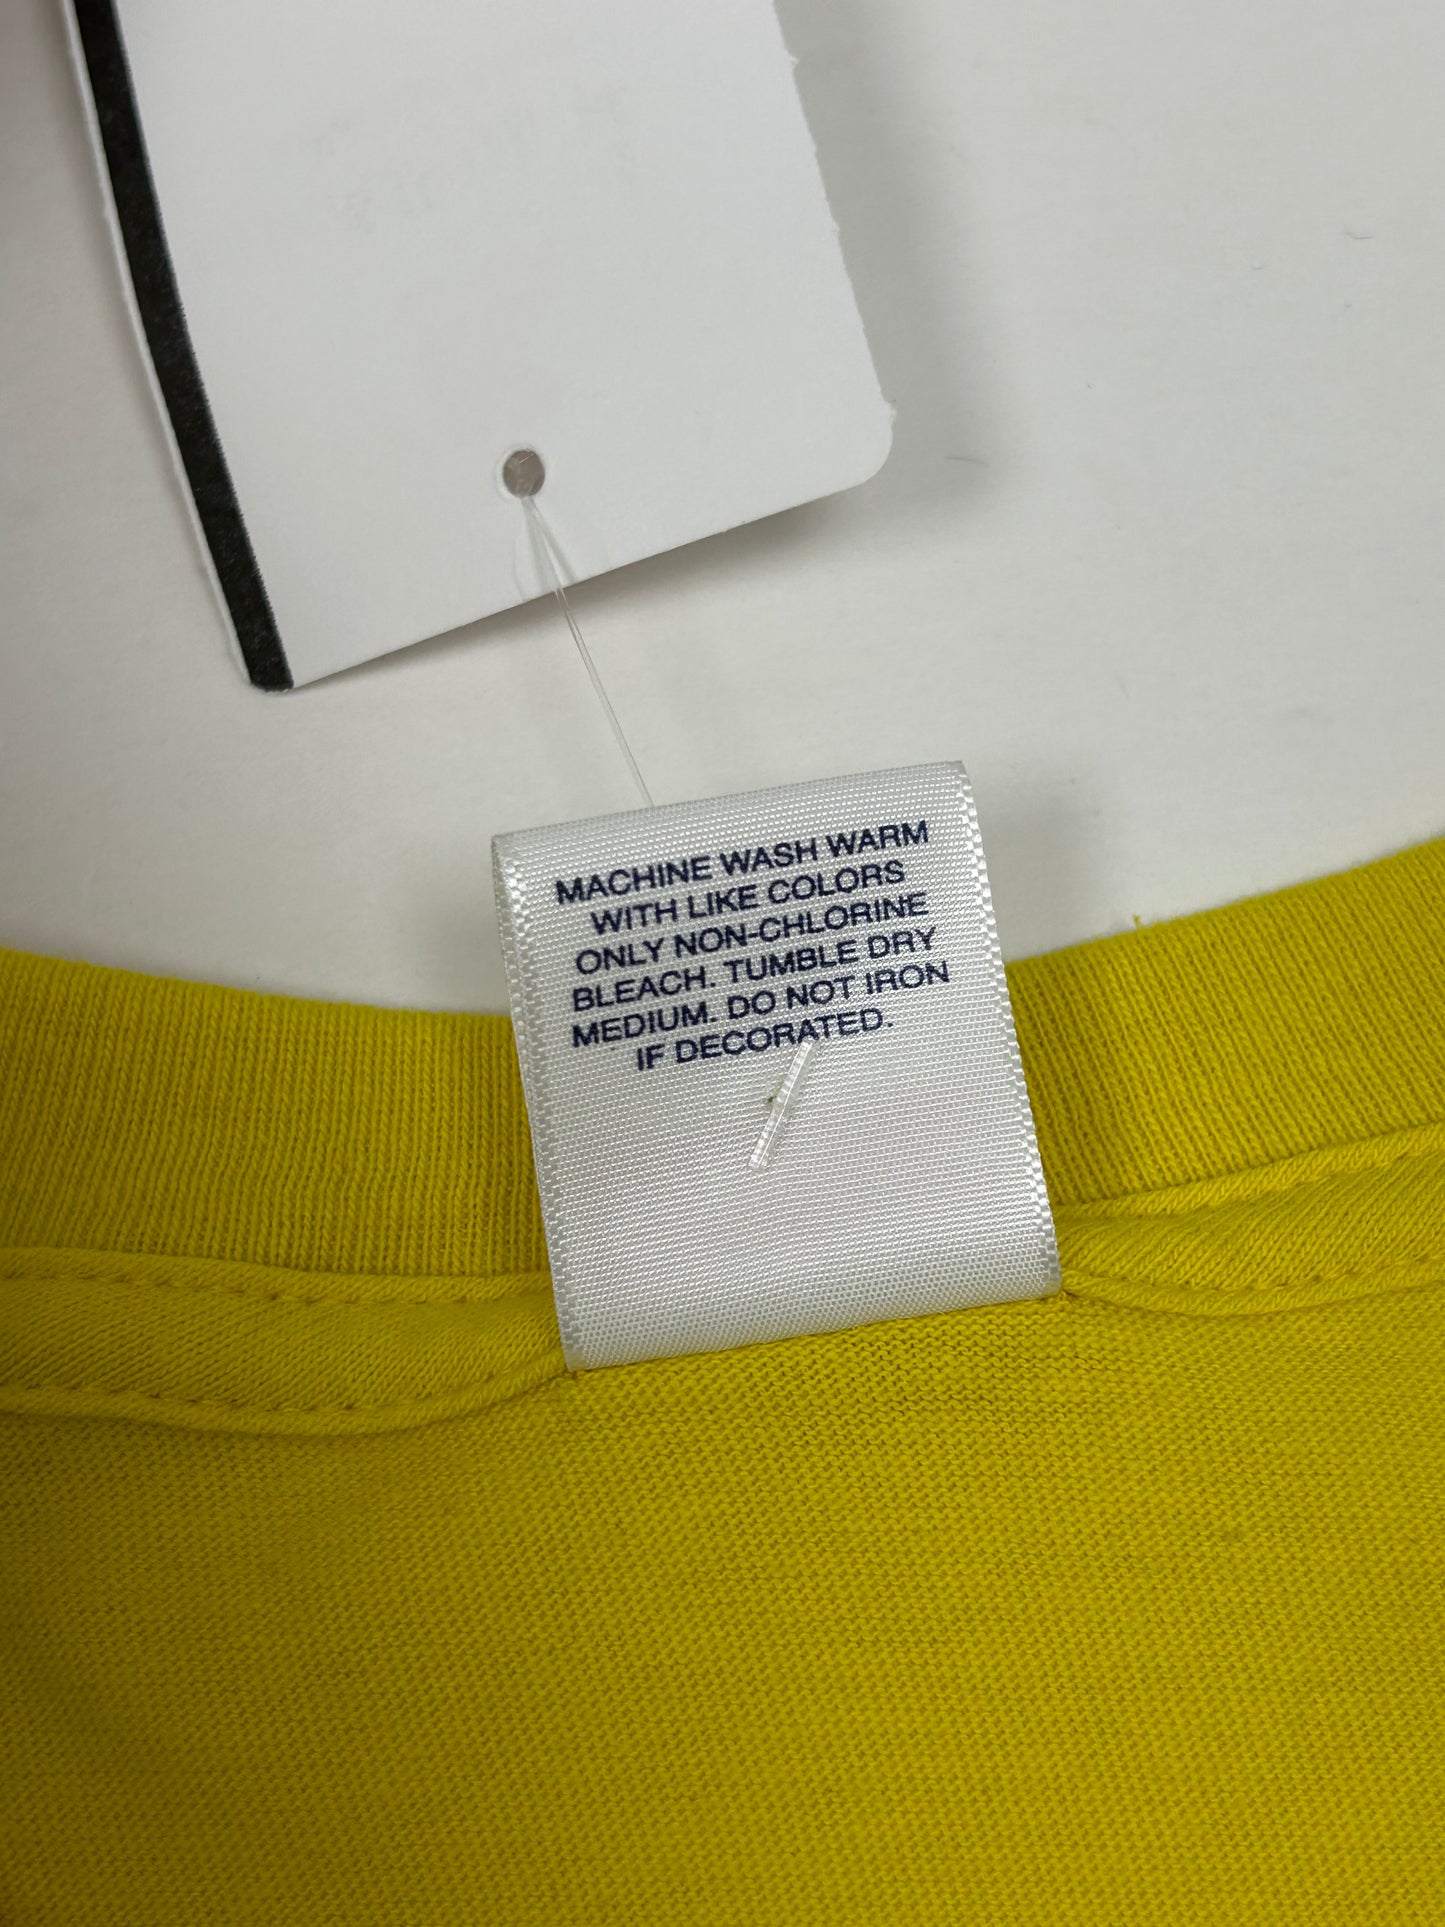 MACHINE WASH WARM
WITH LIKE COLORS
ONLY NON-CHLORINE
BLEACH. TUMBLE DRY
MEDIUM. DO NOT IRON
IF DECORATED.